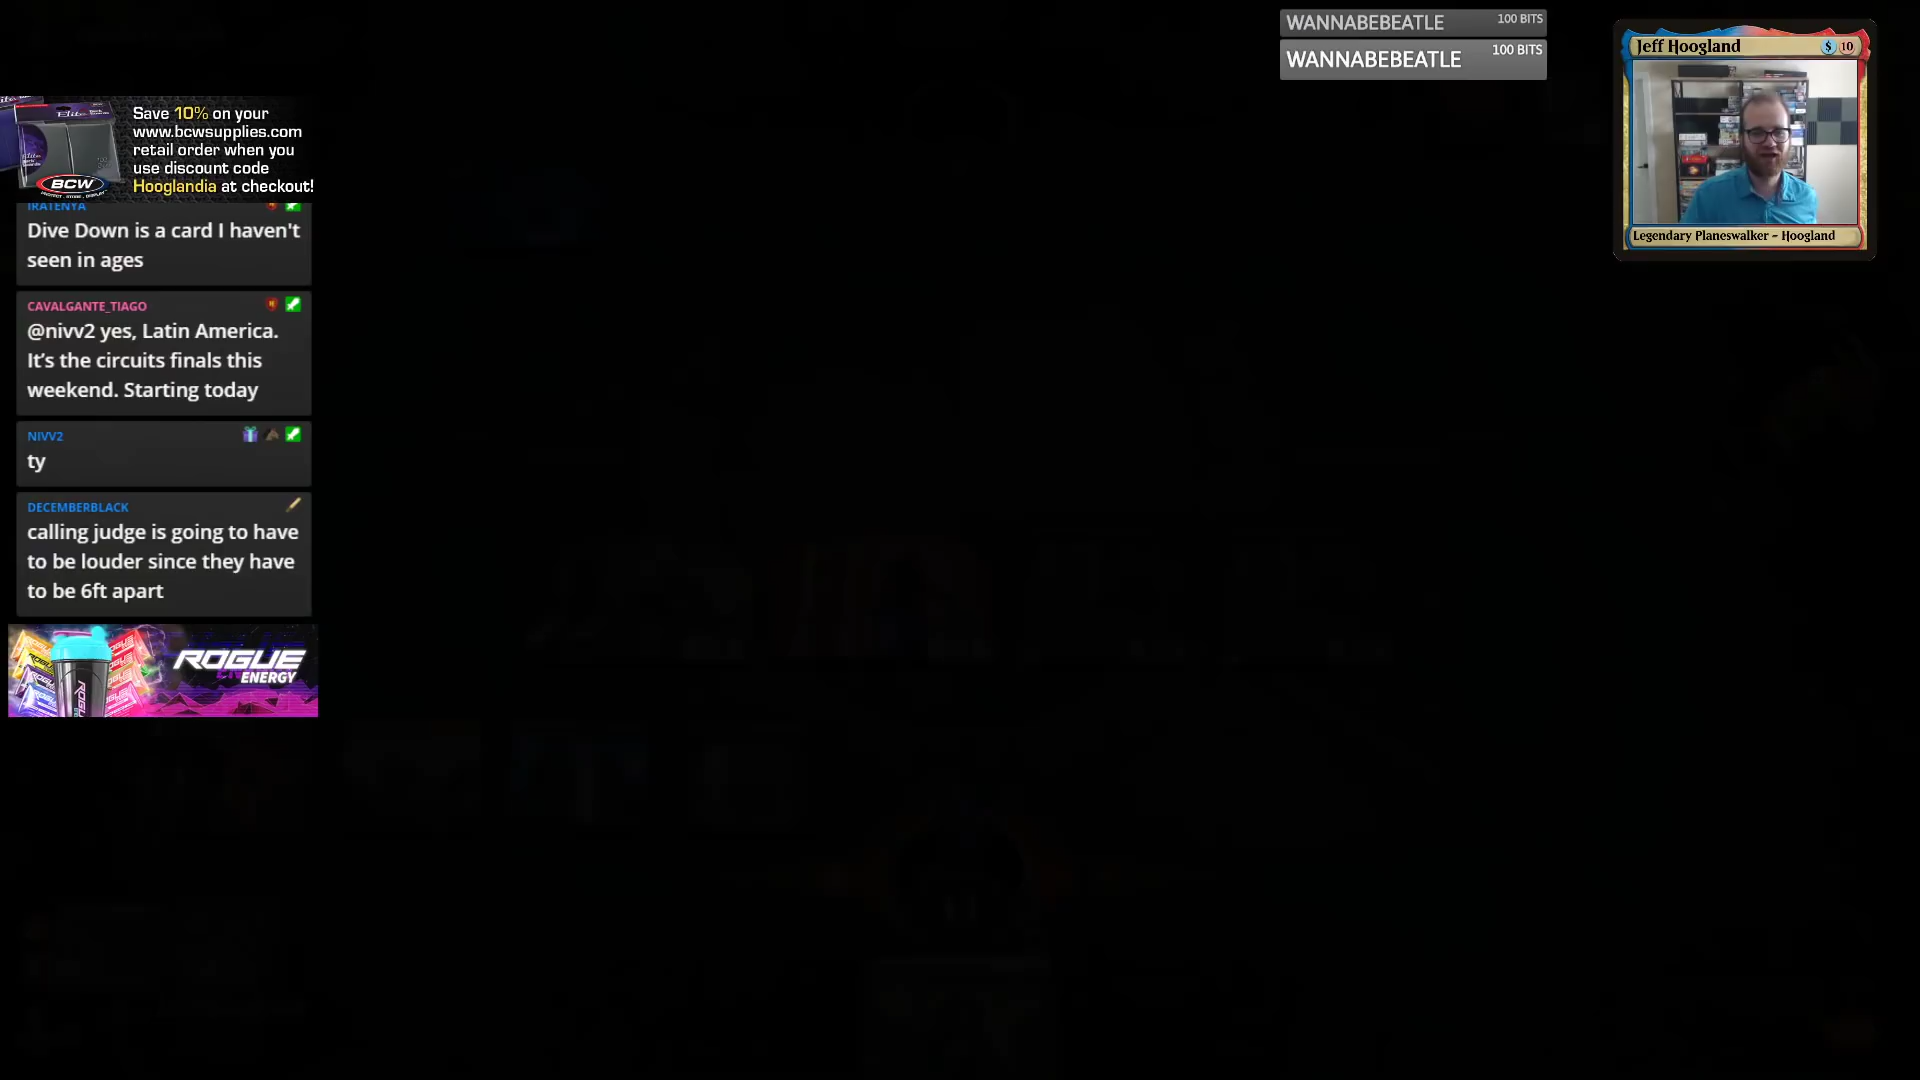 WANNABEBEATLE 100 BITS
WANNABEBEATLE 100 BITS
Jeff Hoogland $ 10
Legendary Planeswalker - Hoogland
Save 10% on your
www.bcwsupplies.com
retail order when you
use discount code
Hooglandia at checkout!
Elite
BCW
IRATENYA
Dive Down is a card I haven't
seen in ages
CAVALGANTE_TIAGO
@nivv2 yes, Latin America.
It's the circuits finals this
weekend. Starting today
NIVV2
ty
DECEMBERBLACK
calling judge is going to have
to be louder since they have
to be 6ft apart
ROGUE
ENERGY